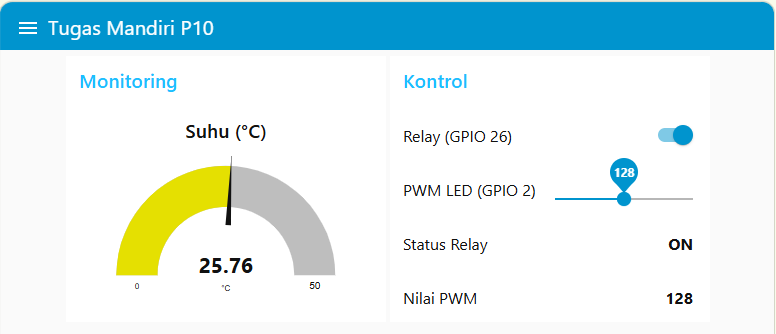 Tugas Mandiri P10
Monitoring
Suhu (°C)
25.76
0
°C
50
Kontrol
Relay (GPIO 26)
128
PWM LED (GPIO 2)
Status Relay ON
Nilai PWM 128